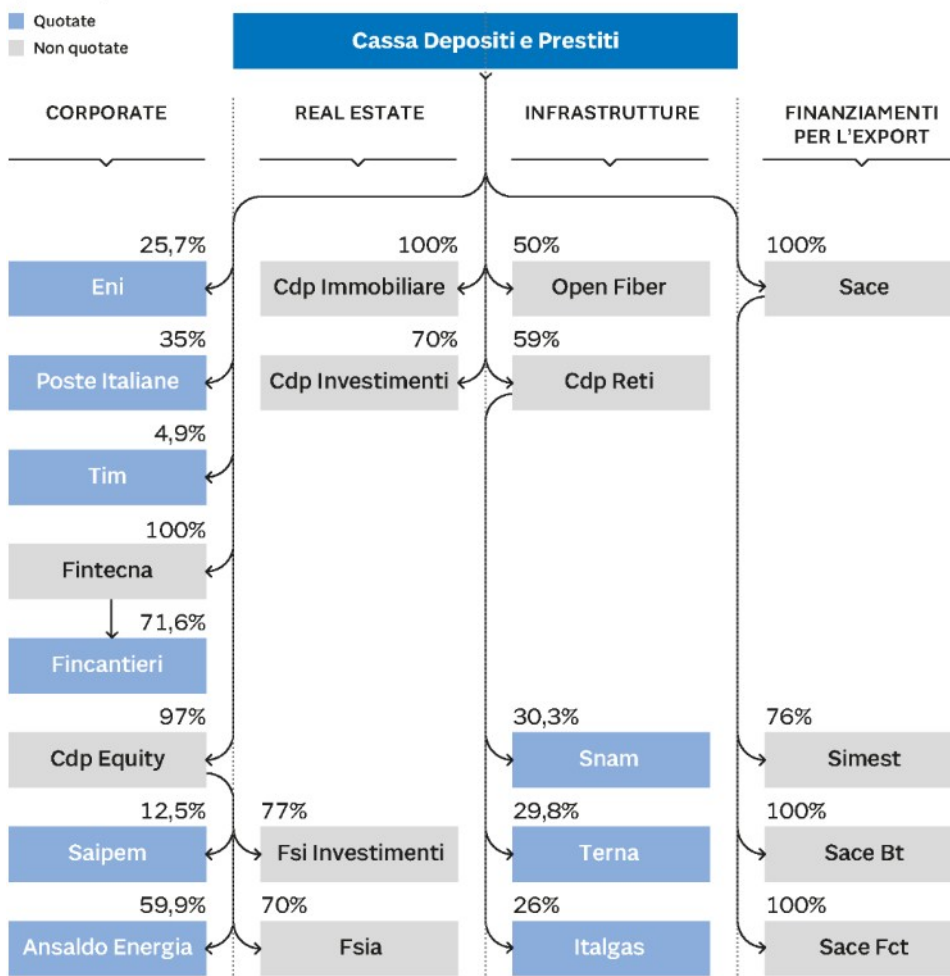 Quotate
Non quotate
Cassa Depositi e Prestiti
CORPORATE
REAL ESTATE
INFRASTRUTTURE
FINANZIAMENTI
PER L'EXPORT
25,7%
Eni
35%
Poste Italiane
4,9%
Tim
100%
Fintecna
71,6%
Fincantieri
97%
Cdp Equity
12,5%
Saipem
59,9%
Ansaldo Energia
100%
Cdp Immobiliare
70%
Cdp Investimenti
77%
Fsi Investimenti
70%
Fsia
50%
Open Fiber
59%
Cdp Reti
30,3%
Snam
29,8%
Terna
26%
Italgas
100%
Sace
76%
Simest
100%
Sace Bt
100%
Sace Fct